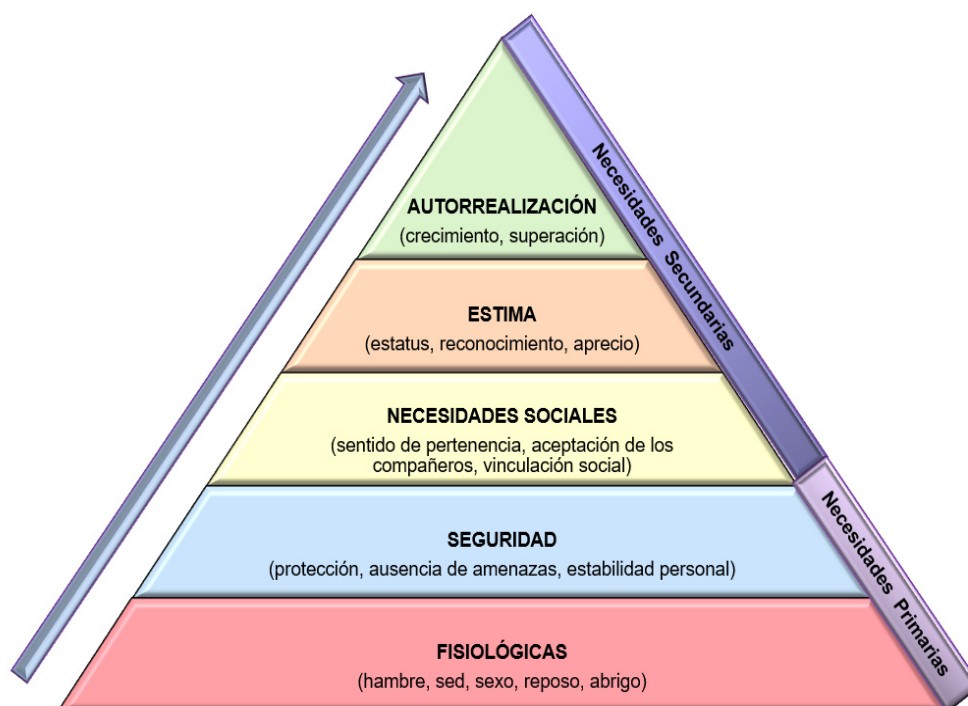 AUTORREALIZACIÓN
(crecimiento, superación)
ESTIMA
(estatus, reconocimiento, aprecio)
NECESIDADES SOCIALES
(sentido de pertenencia, aceptación de los
compañeros, vinculación social)
SEGURIDAD
(protección, ausencia de amenazas, estabilidad personal)
FISIOLÓGICAS
(hambre, sed, sexo, reposo, abrigo)
Necesidades Secundarias
Necesidades Primarias